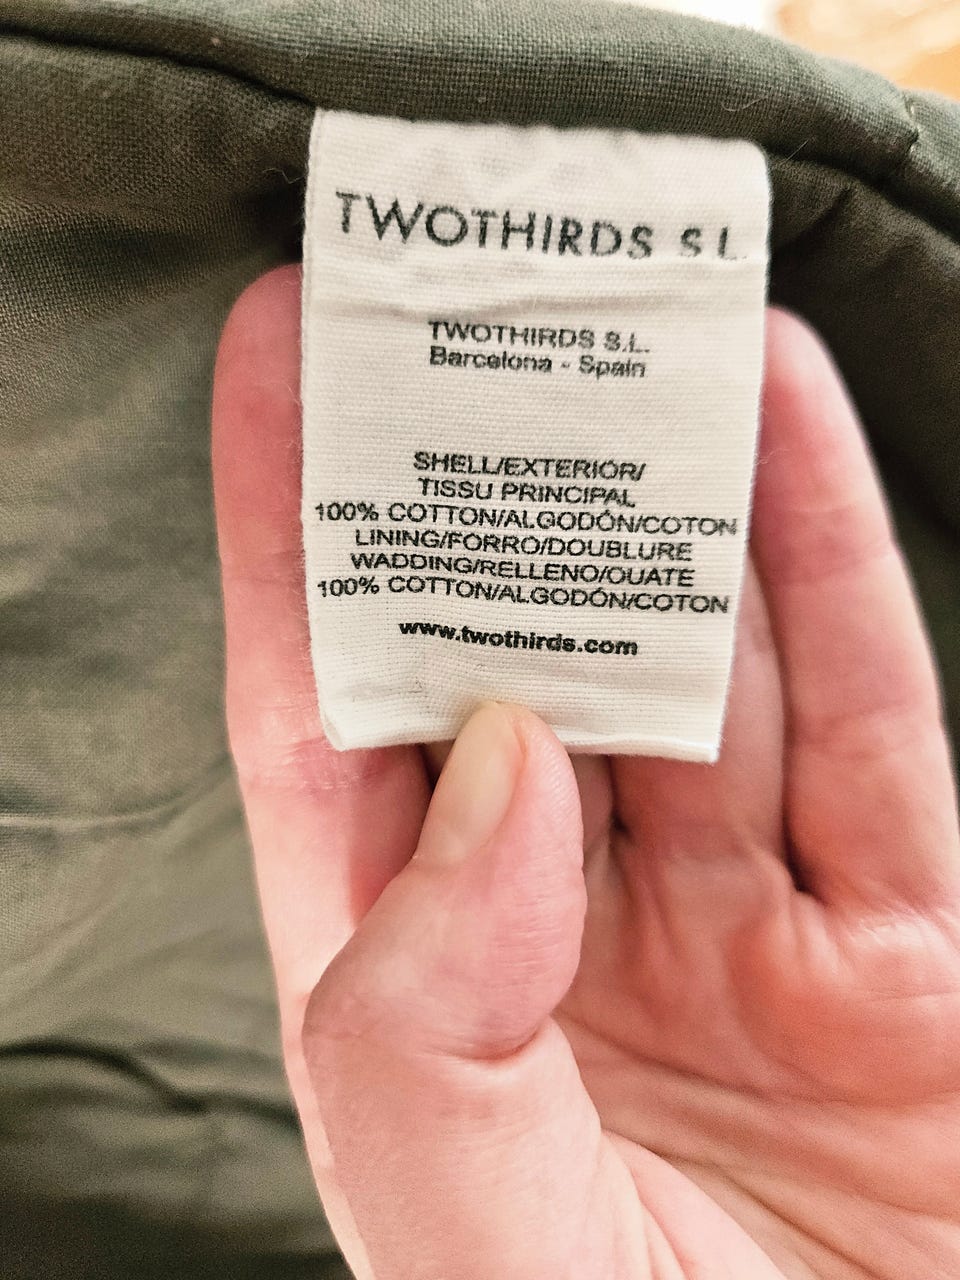 TWOTHIRDS S L.
TWOTHIRDS S.L.
Barcelona - Spain
SHELL/EXTERIOR/
TISSU PRINCIPAL
100% COTTON/ALGODÓN/COTON
LINING/FORRO/DOUBLURE
WADDING/RELLENO/OUATE
100% COTTON/ALGODÓN/COTON
www.twothirds.com